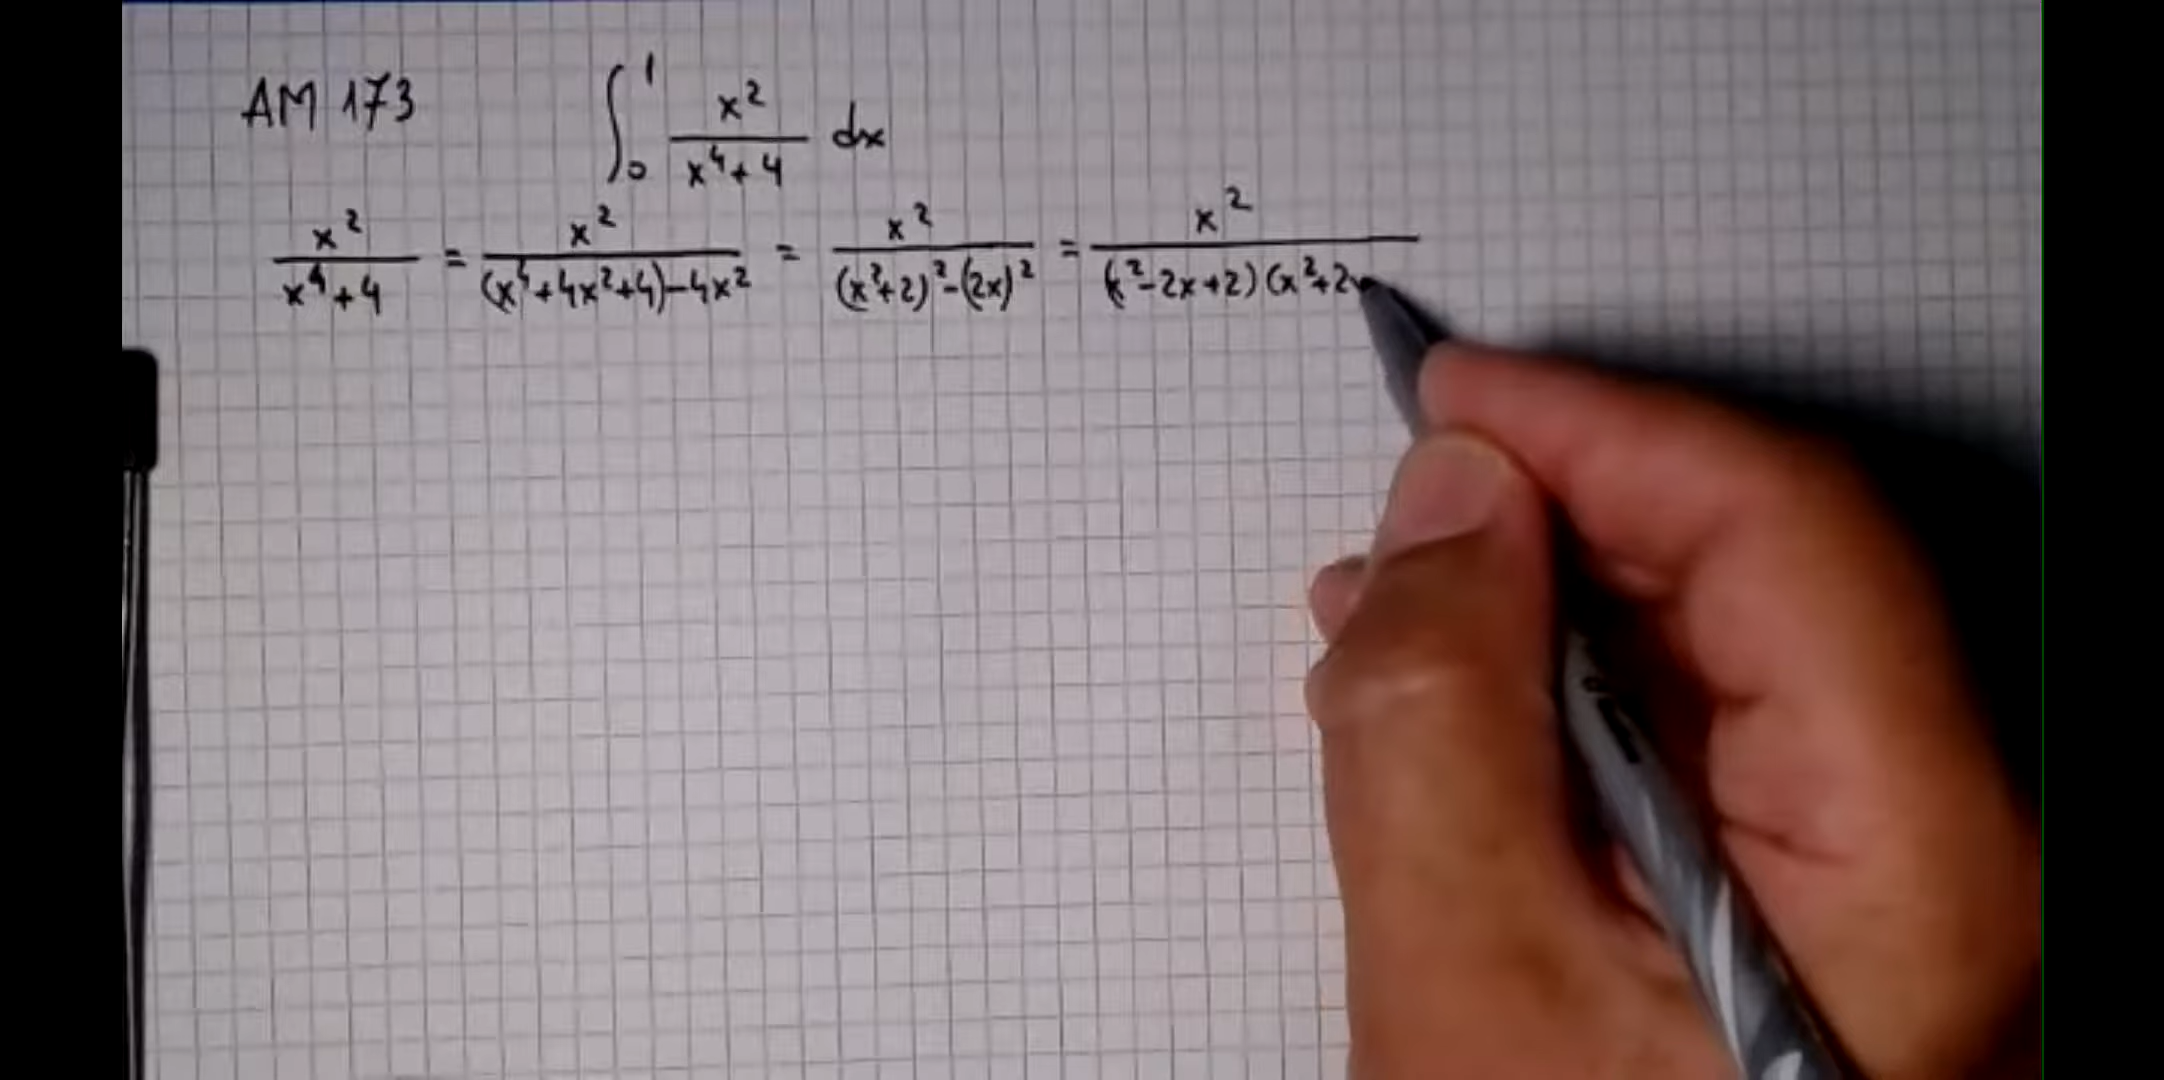 AM 173 ∫₀¹ x²/(x⁴+4) dx
x²/(x⁴+4) = x²/((x⁴+4x²+4)-4x²) = x²/((x²+2)²-(2x)²) = x²/((x²-2x+2)(x²+2x